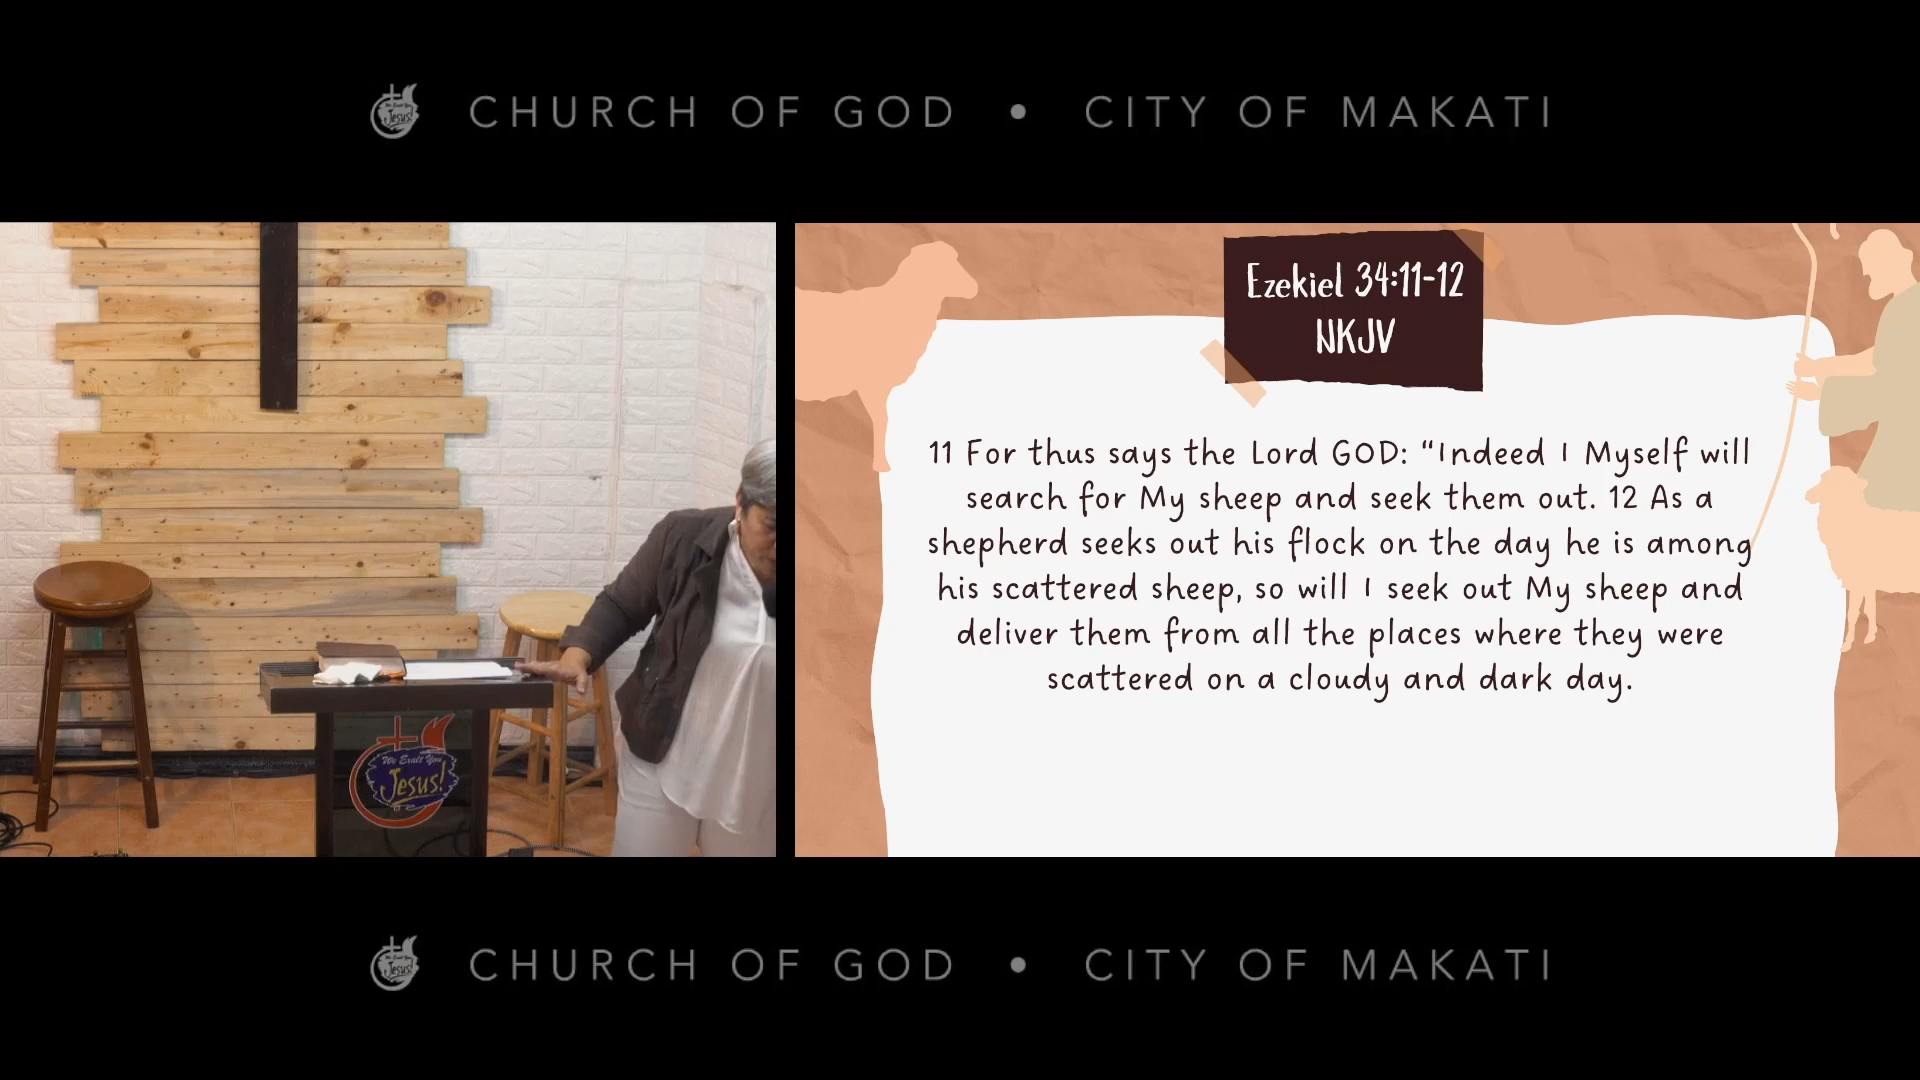 CHURCH OF GOD • CITY OF MAKATI
Ezekiel 34:11-12
NKJV
11 For thus says the Lord GOD: “Indeed I Myself will
search for My sheep and seek them out. 12 As a
shepherd seeks out his flock on the day he is among
his scattered sheep, so will I seek out My sheep and
deliver them from all the places where they were
scattered on a cloudy and dark day.
We Exalt You
Jesus!
CHURCH OF GOD • CITY OF MAKATI